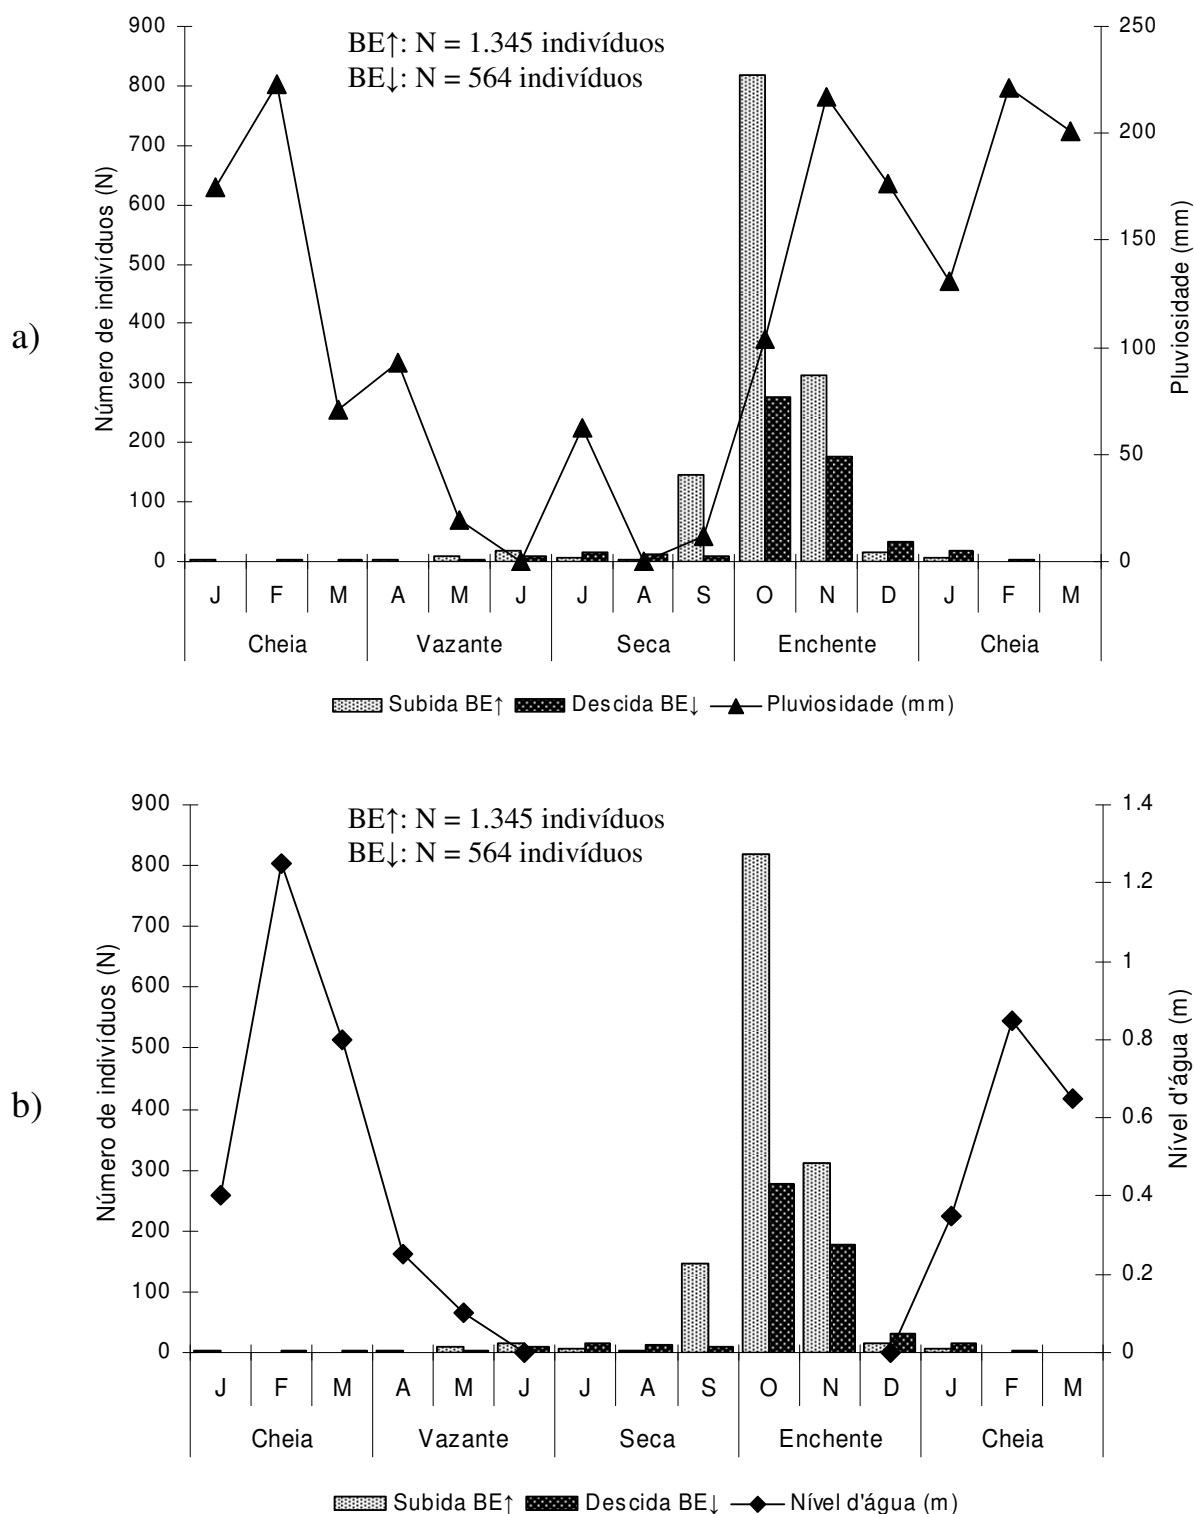 a)
BE↑: N = 1.345 indivíduos
BE↓: N = 564 indivíduos
Número de indivíduos (N)
900
800
700
600
500
400
300
200
100
0
Pluviosidade (mm)
250
200
150
100
50
0
J F M A M J J A S O N D J F M
Cheia Vazante Seca Enchente Cheia
Subida BE↑ Descida BE↓ Pluviosidade (mm)
b)
BE↑: N = 1.345 indivíduos
BE↓: N = 564 indivíduos
Número de indivíduos (N)
900
800
700
600
500
400
300
200
100
0
Nível d'água (m)
1.4
1.2
1
0.8
0.6
0.4
0.2
0
J F M A M J J A S O N D J F M
Cheia Vazante Seca Enchente Cheia
Subida BE↑ Descida BE↓ Nível d'água (m)